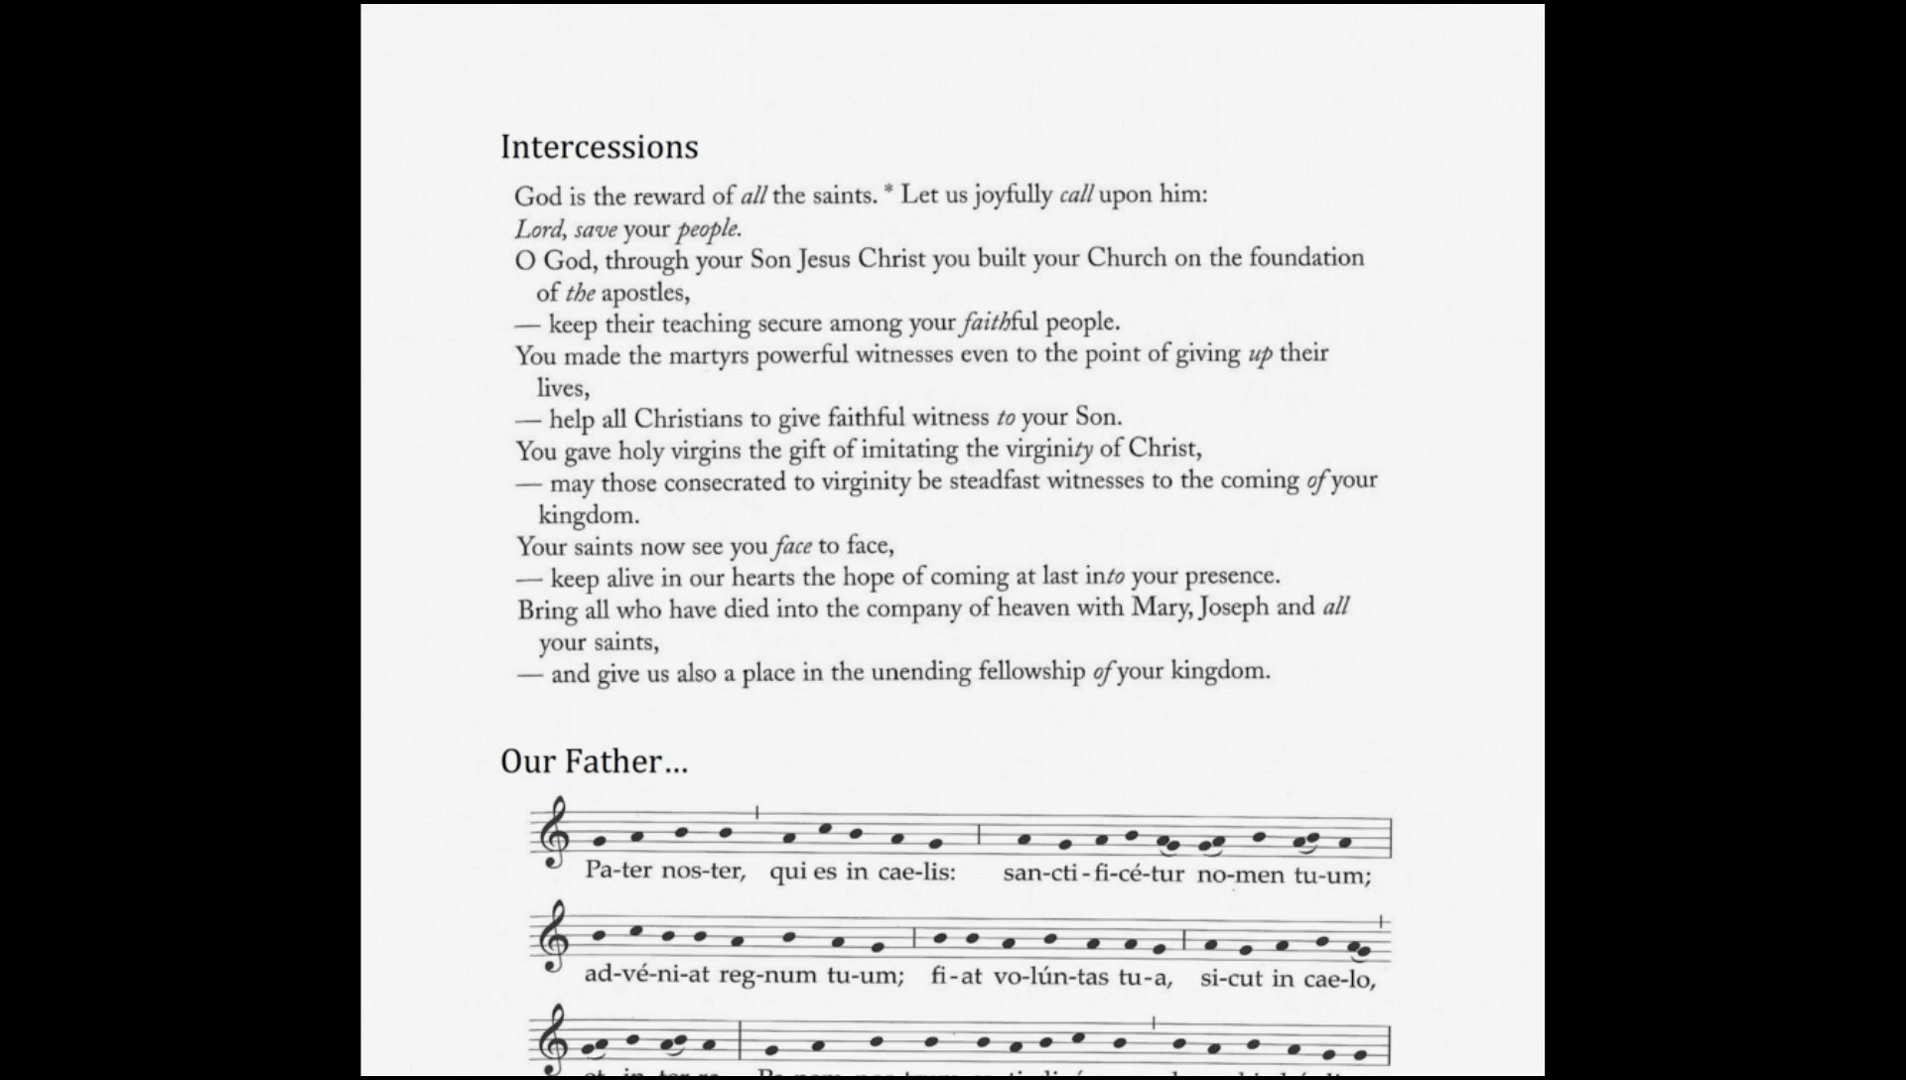 Intercessions
God is the reward of all the saints. * Let us joyfully call upon him:
Lord, save your people.
O God, through your Son Jesus Christ you built your Church on the foundation
of the apostles,
— keep their teaching secure among your faithful people.
You made the martyrs powerful witnesses even to the point of giving up their
lives,
— help all Christians to give faithful witness to your Son.
You gave holy virgins the gift of imitating the virginity of Christ,
— may those consecrated to virginity be steadfast witnesses to the coming of your
kingdom.
Your saints now see you face to face,
— keep alive in our hearts the hope of coming at last into your presence.
Bring all who have died into the company of heaven with Mary, Joseph and all
your saints,
— and give us also a place in the unending fellowship of your kingdom.
Our Father...
Pa-ter nos-ter, qui es in cae-lis: san-cti-fi-cé-tur no-men tu-um;
ad-vé-ni-at reg-num tu-um; fi-at vo-lún-tas tu-a, si-cut in cae-lo,